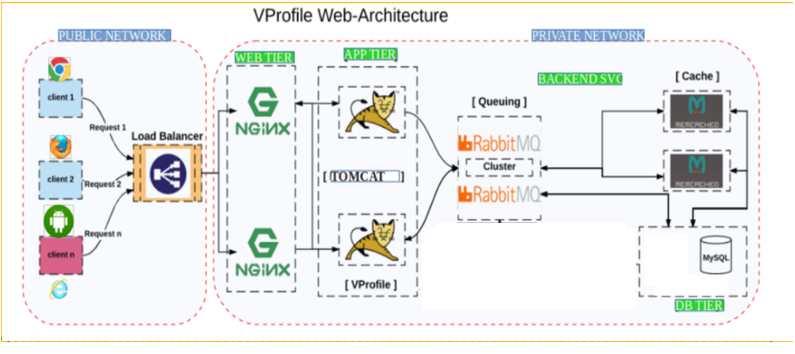 VProfile Web-Architecture
PUBLIC NETWORK
PRIVATE NETWORK
WEB TIER
APP TIER
BACKEND SVC
[ Cache ]
client 1
Request 1
Load Balancer
NGINX
[ Queuing ]
MEMCACHED
RabbitMQ
Cluster
RabbitMQ
client 2
Request 2
[ TOMCAT ]
MEMCACHED
Request n
client n
NGINX
[ VProfile ]
MySQL
DB TIER